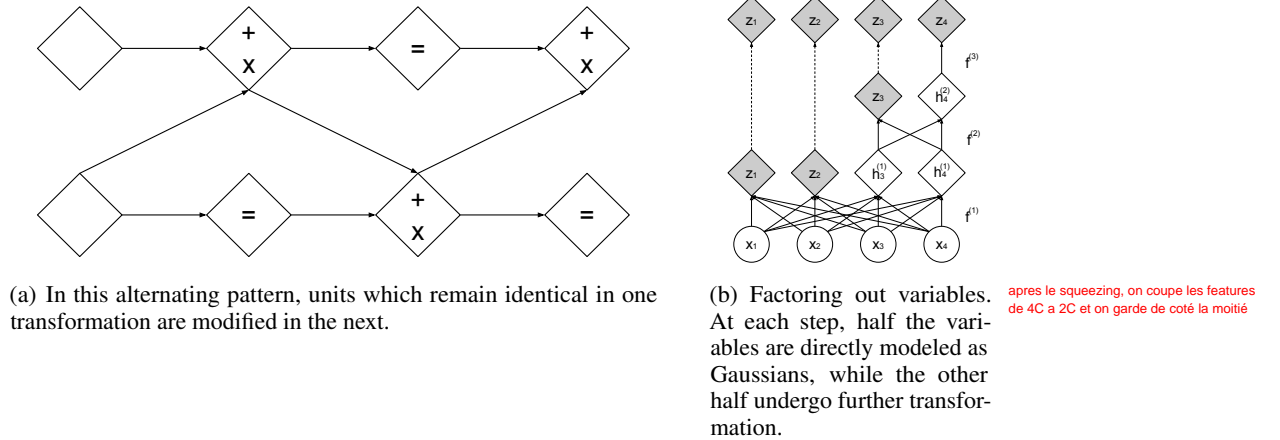 +
x
=
+
x
=
+
x
=
z1 z2 z3 z4
f(3)
z3 h4(2)
f(2)
z1 z2 h3(1) h4(1)
f(1)
x1 x2 x3 x4
(a) In this alternating pattern, units which remain identical in one
transformation are modified in the next.
(b) Factoring out variables.
At each step, half the vari-
ables are directly modeled as
Gaussians, while the other
half undergo further transfor-
mation.
apres le squeezing, on coupe les features
de 4C a 2C et on garde de coté la moitié